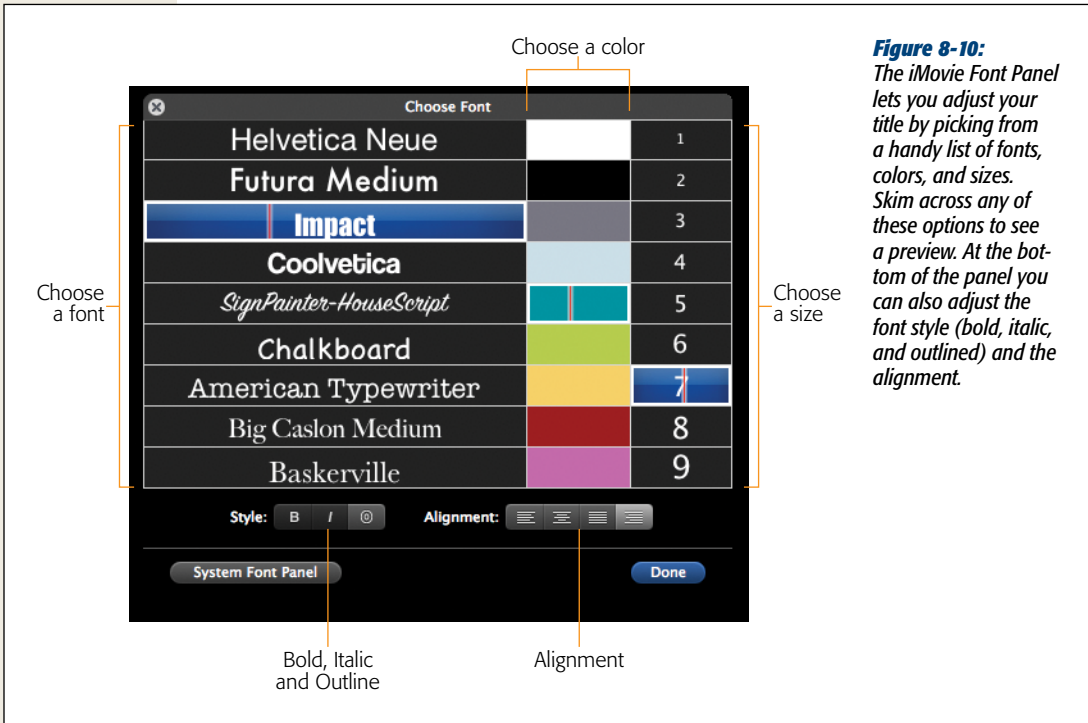 Choose a color
Choose Font
Helvetica Neue
1
Futura Medium
2
Impact
3
Coolvetica
4
SignPainter-HouseScript
5
Chalkboard
6
American Typewriter
7
Big Caslon Medium
8
Baskerville
9
Choose
a font
Choose
a size
Style: B I O Alignment:
System Font Panel
Done
Bold, Italic
and Outline
Alignment
Figure 8-10:
The iMovie Font Panel
lets you adjust your
title by picking from
a handy list of fonts,
colors, and sizes.
Skim across any of
these options to see
a preview. At the bot-
tom of the panel you
can also adjust the
font style (bold, italic,
and outlined) and the
alignment.